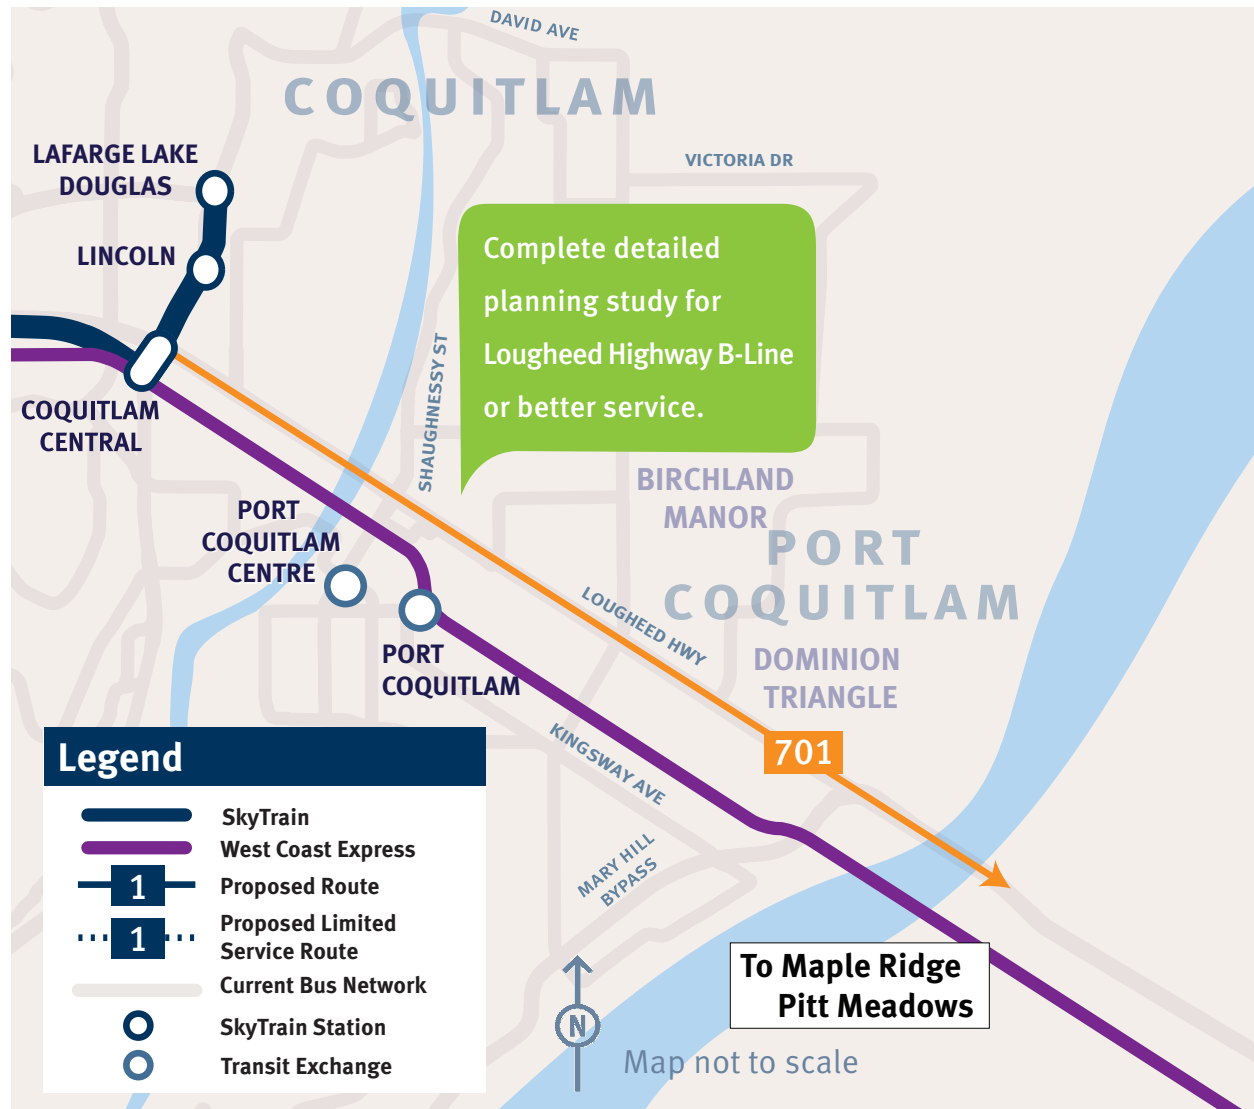 DAVID AVE
COQUITLAM
LAFARGE LAKE
DOUGLAS
VICTORIA DR
LINCOLN
Complete detailed
planning study for
Lougheed Highway B-Line
or better service.
SHAUGHNESSY ST
COQUITLAM
CENTRAL
BIRCHLAND
MANOR
PORT
COQUITLAM
CENTRE
PORT
COQUITLAM
LOUGHEED HWY
PORT
COQUITLAM
DOMINION
TRIANGLE
701
KINGSWAY AVE
MARY HILL
BYPASS
Legend
SkyTrain
West Coast Express
1 Proposed Route
1 Proposed Limited
Service Route
Current Bus Network
SkyTrain Station
Transit Exchange
To Maple Ridge
Pitt Meadows
N
Map not to scale